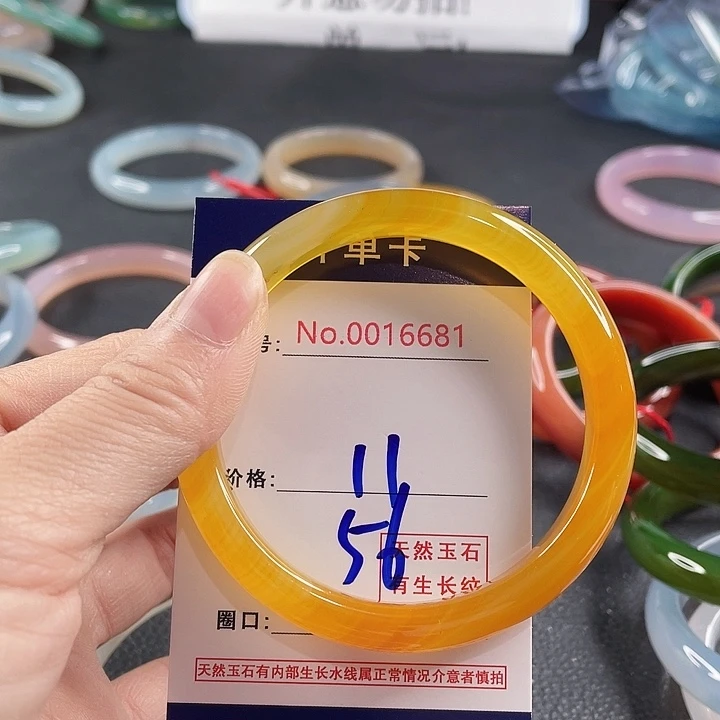 单卡
号: No.0016681
价格: 11
56
天然玉石
有生长纹
圈口:
天然玉石有内部生长水线属正常情况介意者慎拍